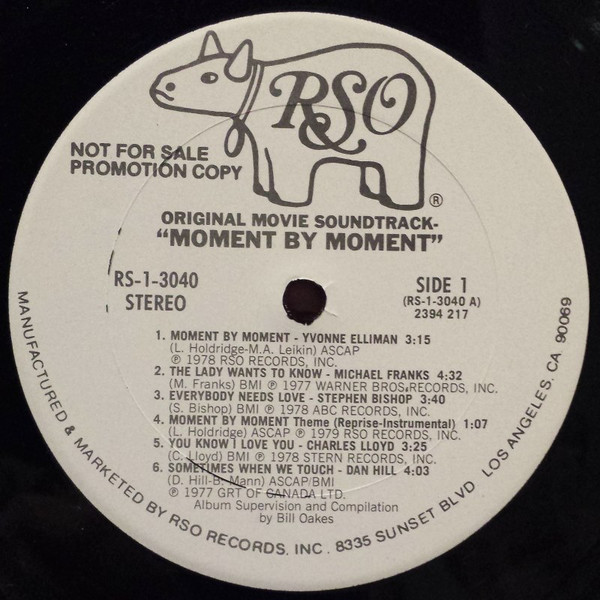 RSO
®
NOT FOR SALE
PROMOTION COPY
ORIGINAL MOVIE SOUNDTRACK-
"MOMENT BY MOMENT"
RS-1-3040
STEREO
SIDE 1
(RS-1-3040 A)
2394 217
1. MOMENT BY MOMENT - YVONNE ELLIMAN 3:15
(L. Holdridge-M.A. Leikin) ASCAP
℗ 1978 RSO RECORDS, INC.
2. THE LADY WANTS TO KNOW - MICHAEL FRANKS 4:32
(M. Franks) BMI ℗ 1977 WARNER BROS. RECORDS, INC.
3. EVERYBODY NEEDS LOVE - STEPHEN BISHOP 3:40
(S. Bishop) BMI ℗ 1978 ABC RECORDS, INC.
4. MOMENT BY MOMENT Theme (Reprise-Instrumental) 1:07
(L. Holdridge) ASCAP ℗ 1979 RSO RECORDS, INC.
5. YOU KNOW I LOVE YOU - CHARLES LLOYD 3:25
(C. Lloyd) BMI ℗ 1978 STERN RECORDS, INC.
6. SOMETIMES WHEN WE TOUCH - DAN HILL 4:03
(D. Hill-B. Mann) ASCAP/BMI
℗ 1977 GRT OF CANADA LTD.
Album Supervision and Compilation
by Bill Oakes
MANUFACTURED & MARKETED BY RSO RECORDS, INC. 8335 SUNSET BLVD LOS ANGELES, CA 90069